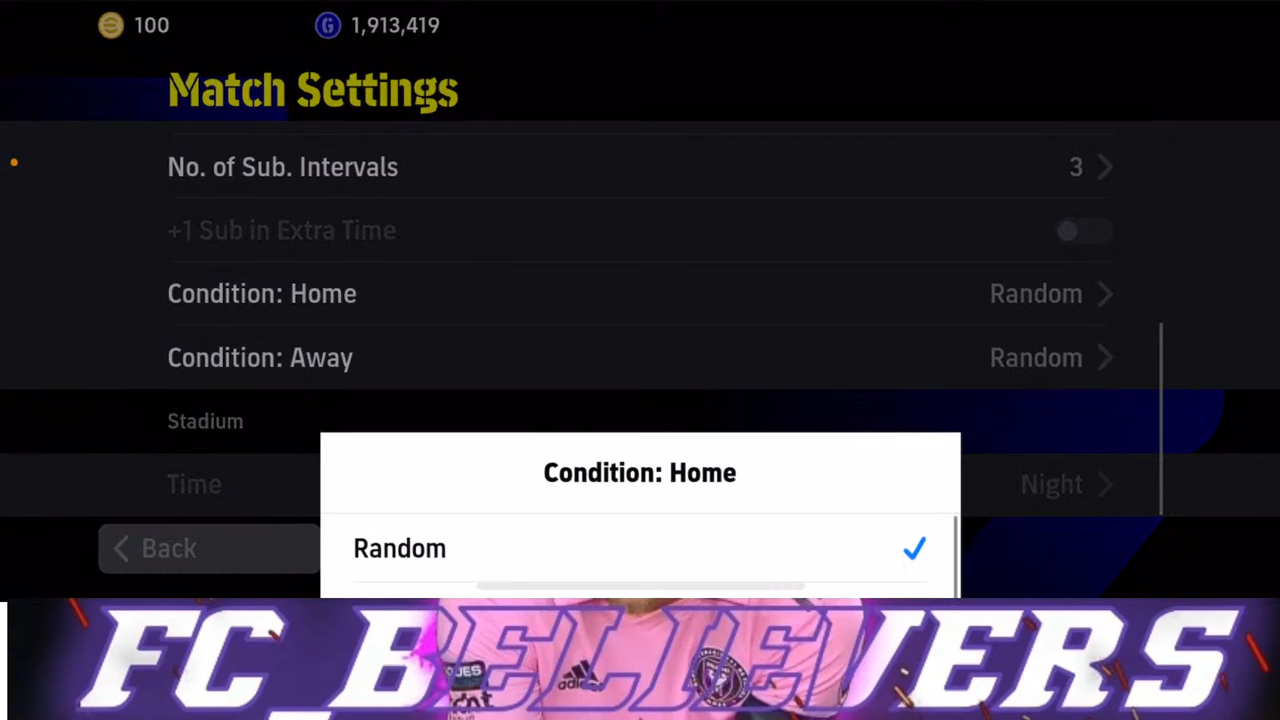 100
1,913,419
Match Settings
No. of Sub. Intervals
3
+1 Sub in Extra Time
Condition: Home
Random
Condition: Away
Random
Stadium
Time
Night
Back
Condition: Home
Random
FC_BELIEVERS
adidas